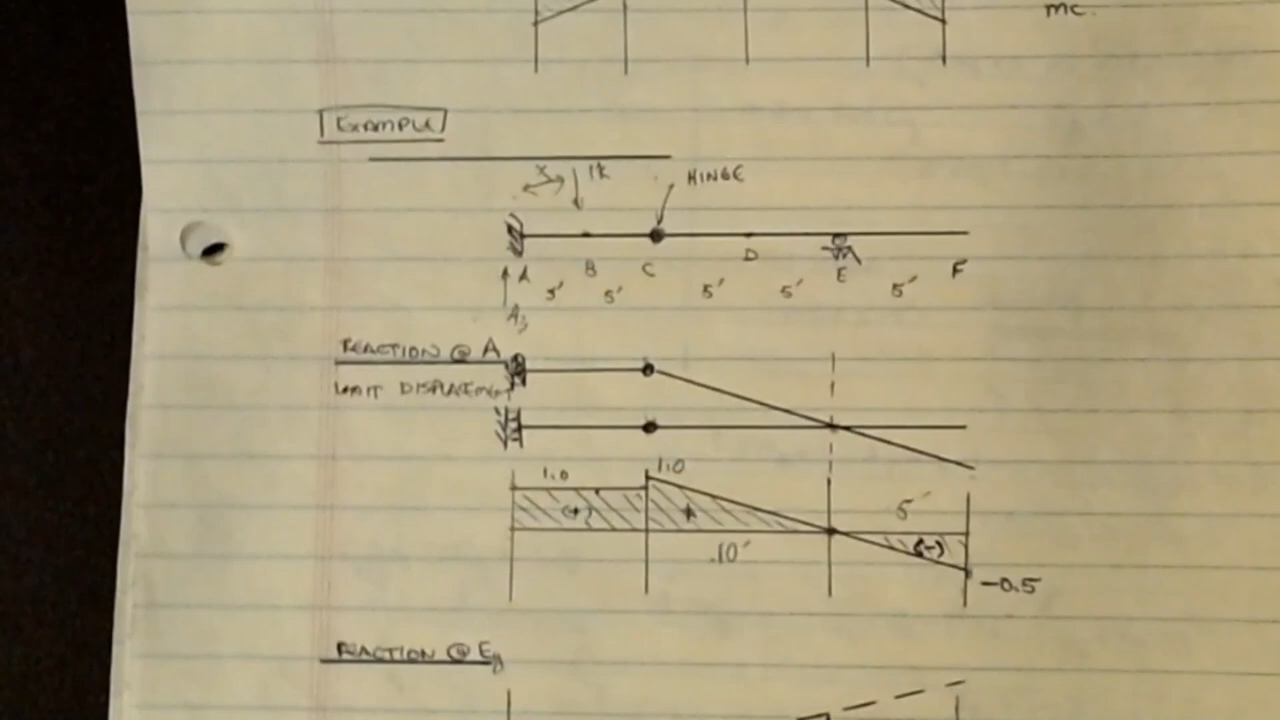 mc.
EXAMPLE
X 1k HINGE
A B C D E F
5' 5' 5' 5' 5'
Ay
REACTION @ A
UNIT DISPLACEMENT
1.0 1.0
(+) + 5'
10' (-)
-0.5
REACTION @ Ey